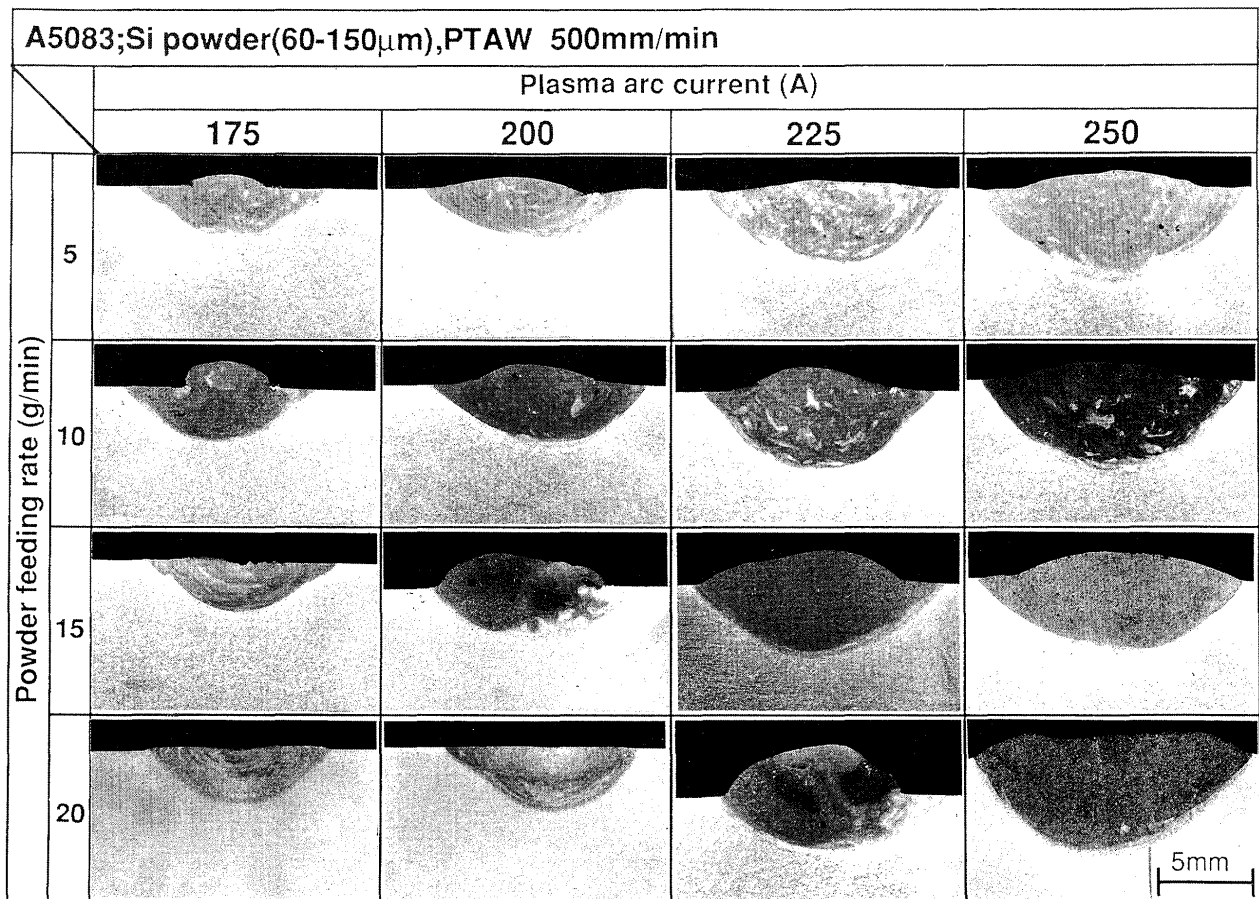 A5083;Si powder(60-150μm),PTAW 500mm/min
Plasma arc current (A)
175 200 225 250
Powder feeding rate (g/min)
5
10
15
20
5mm